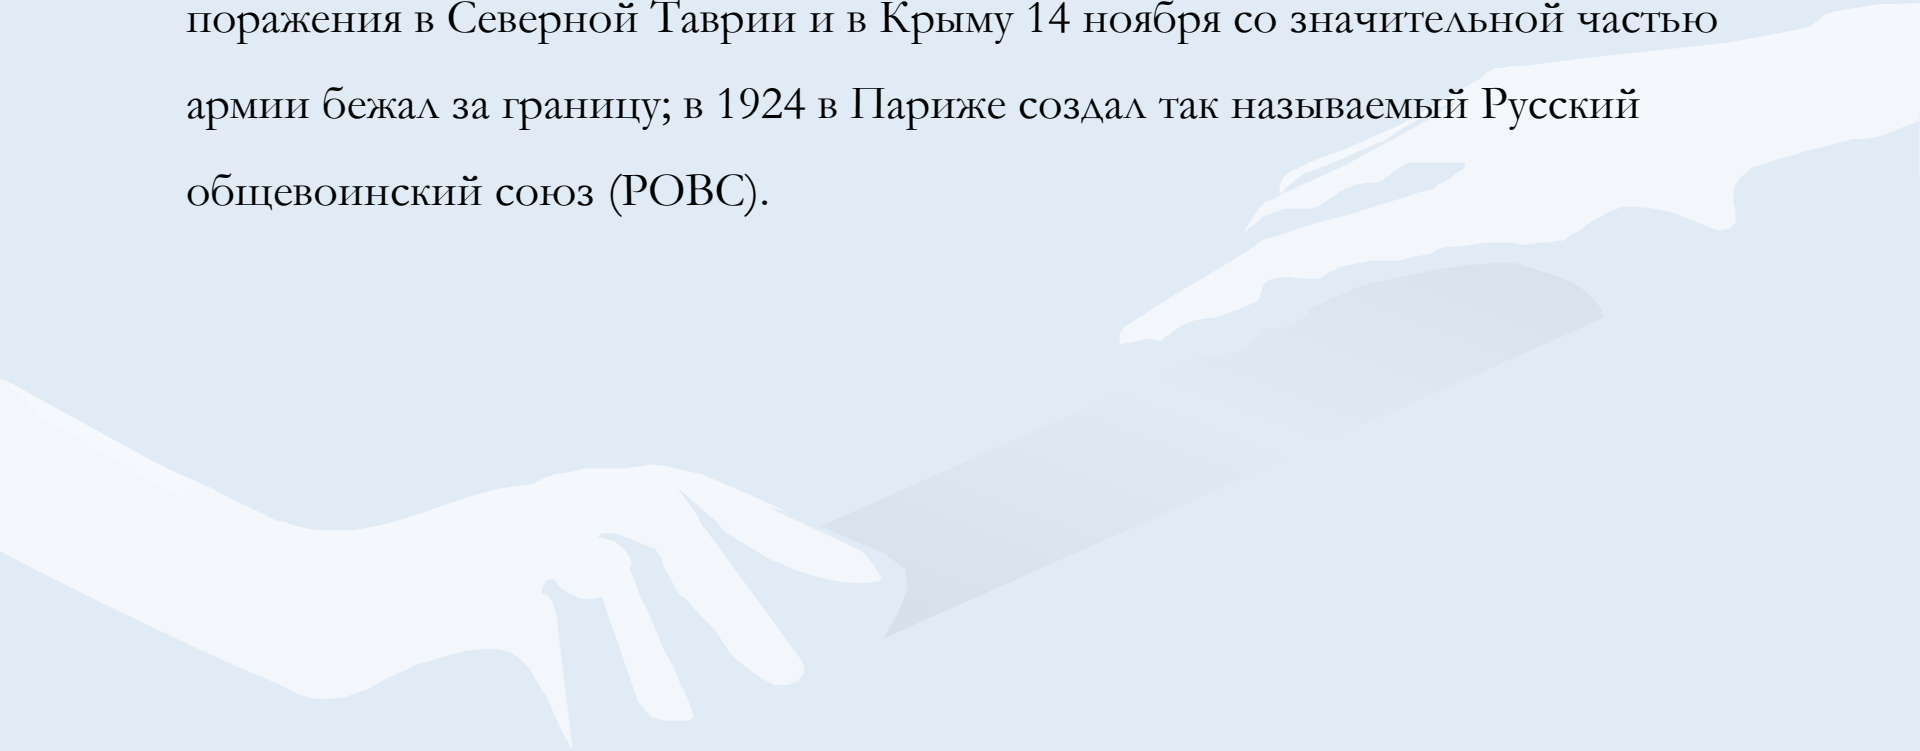 поражения в Северной Таврии и в Крыму 14 ноября со значительной частью
армии бежал за границу; в 1924 в Париже создал так называемый Русский
общевоинский союз (РОВС).